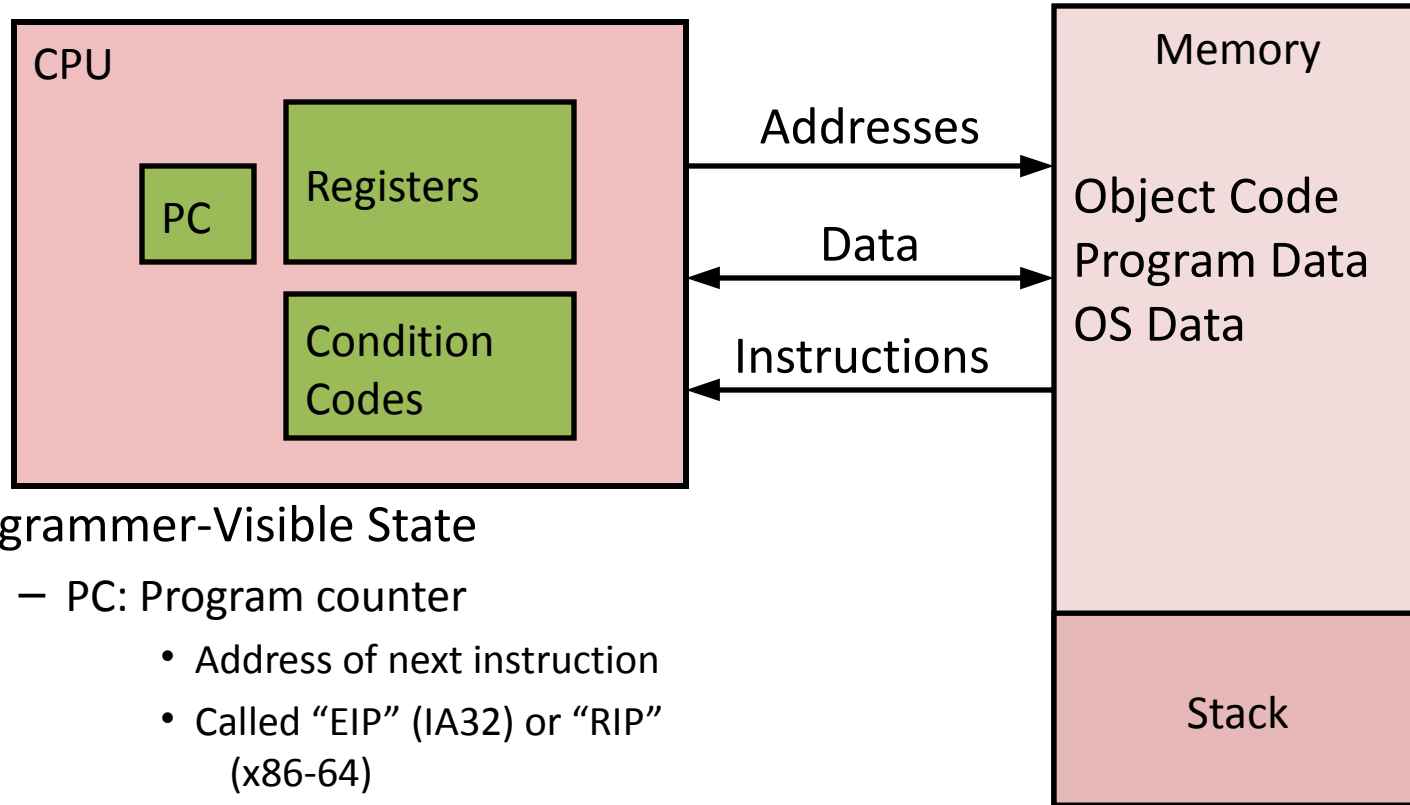 CPU
PC
Registers
Condition
Codes
Addresses
Data
Instructions
Memory
Object Code
Program Data
OS Data
Stack
grammer-Visible State
– PC: Program counter
• Address of next instruction
• Called “EIP” (IA32) or “RIP”
(x86-64)